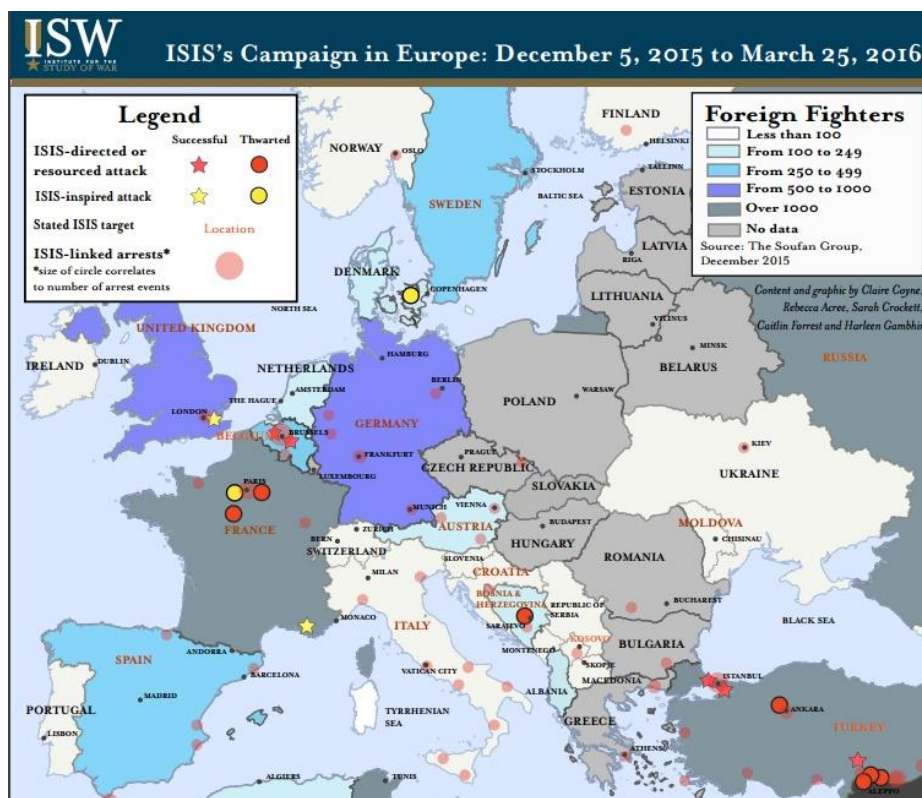 ISW
INSTITUTE FOR THE
STUDY OF WAR
ISIS's Campaign in Europe: December 5, 2015 to March 25, 2016
Legend
Successful
Thwarted
ISIS-directed or
resourced attack
ISIS-inspired attack
Stated ISIS target
Location
ISIS-linked arrests*
*size of circle correlates
to number of arrest events
Foreign Fighters
Less than 100
From 100 to 249
From 250 to 499
From 500 to 1000
Over 1000
No data
Source: The Soufan Group,
December 2015
Content and graphic by Claire Coyne,
Rebecca Acree, Sarah Crockett,
Caitlin Forrest and Harleen Gambhir
FINLAND
NORWAY
OSLO
HELSINKI
TALLINN
STOCKHOLM
ESTONIA
BALTIC SEA
SWEDEN
LATVIA
RIGA
DENMARK
COPENHAGEN
LITHUANIA
NORTH SEA
VILINUS
UNITED KINGDOM
MINSK
RUSSIA
IRELAND
DUBLIN
NETHERLANDS
HAMBURG
BELARUS
AMSTERDAM
BERLIN
WARSAW
THE HAGUE
POLAND
LONDON
GERMANY
BELGIUM
BRUSSELS
KIEV
PRAGUE
FRANKFURT
CZECH REPUBLIC
UKRAINE
LUXEMBOURG
PARIS
SLOVAKIA
MUNICH
VIENNA
FRANCE
AUSTRIA
BUDAPEST
MOLDOVA
ZURICH
BERN
HUNGARY
CHISINAU
SWITZERLAND
SLOVENIA
ROMANIA
MILAN
CROATIA
BOSNIA &
HERZEGOVINA
REPUBLIC OF
SERBIA
BUCHAREST
MONACO
ITALY
SARAJEVO
BLACK SEA
KOSOVO
BULGARIA
ANDORRA
MONTENEGRO
SPAIN
SKOPJE
BARCELONA
VATICAN CITY
MACEDONIA
ISTANBUL
MADRID
ALBANIA
PORTUGAL
TYRRHENIAN
SEA
ANKARA
GREECE
TURKEY
LISBON
ATHENS
ALGIERS
TUNIS
ALEPPO